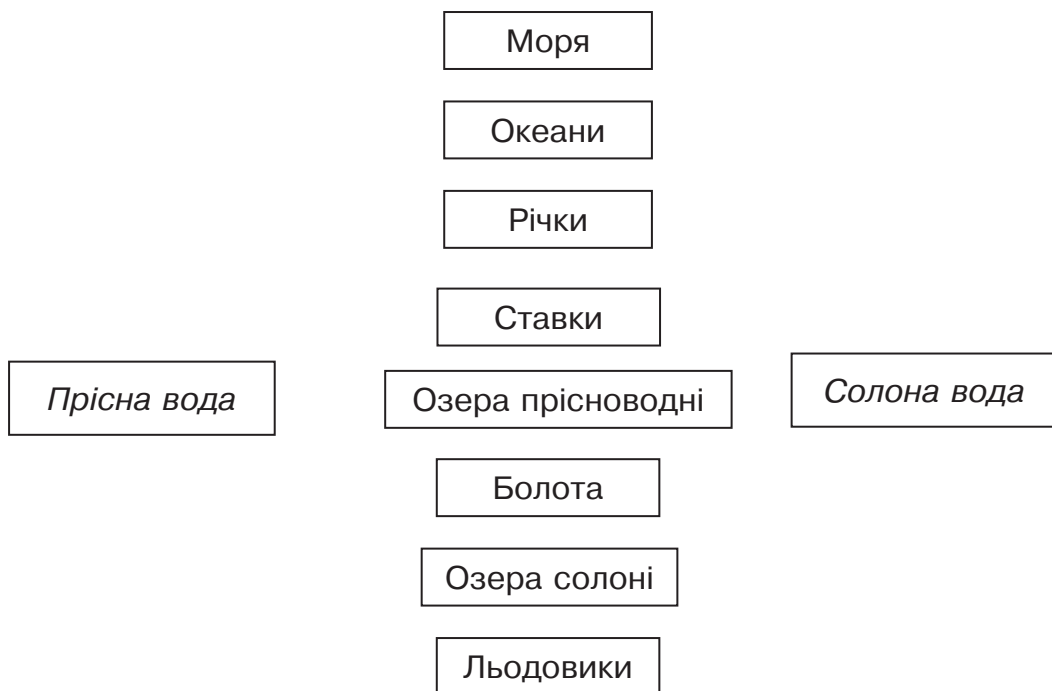 Моря
Океани
Річки
Ставки
Прісна вода
Озера прісноводні
Солона вода
Болота
Озера солоні
Льодовики